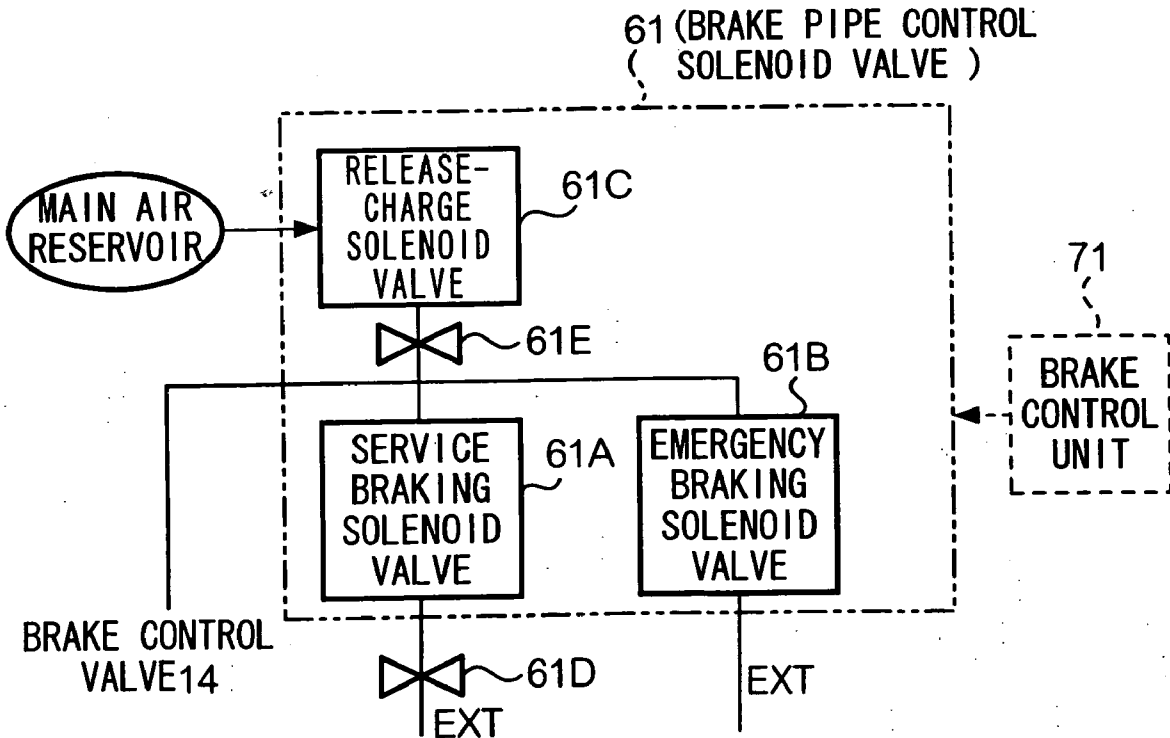 61 (BRAKE PIPE CONTROL
SOLENOID VALVE )
RELEASE-
CHARGE
SOLENOID
VALVE
61C
MAIN AIR
RESERVOIR
71
61E
61B
BRAKE
CONTROL
UNIT
SERVICE
BRAKING
SOLENOID
VALVE
61A
EMERGENCY
BRAKING
SOLENOID
VALVE
BRAKE CONTROL
VALVE14
61D
EXT
EXT